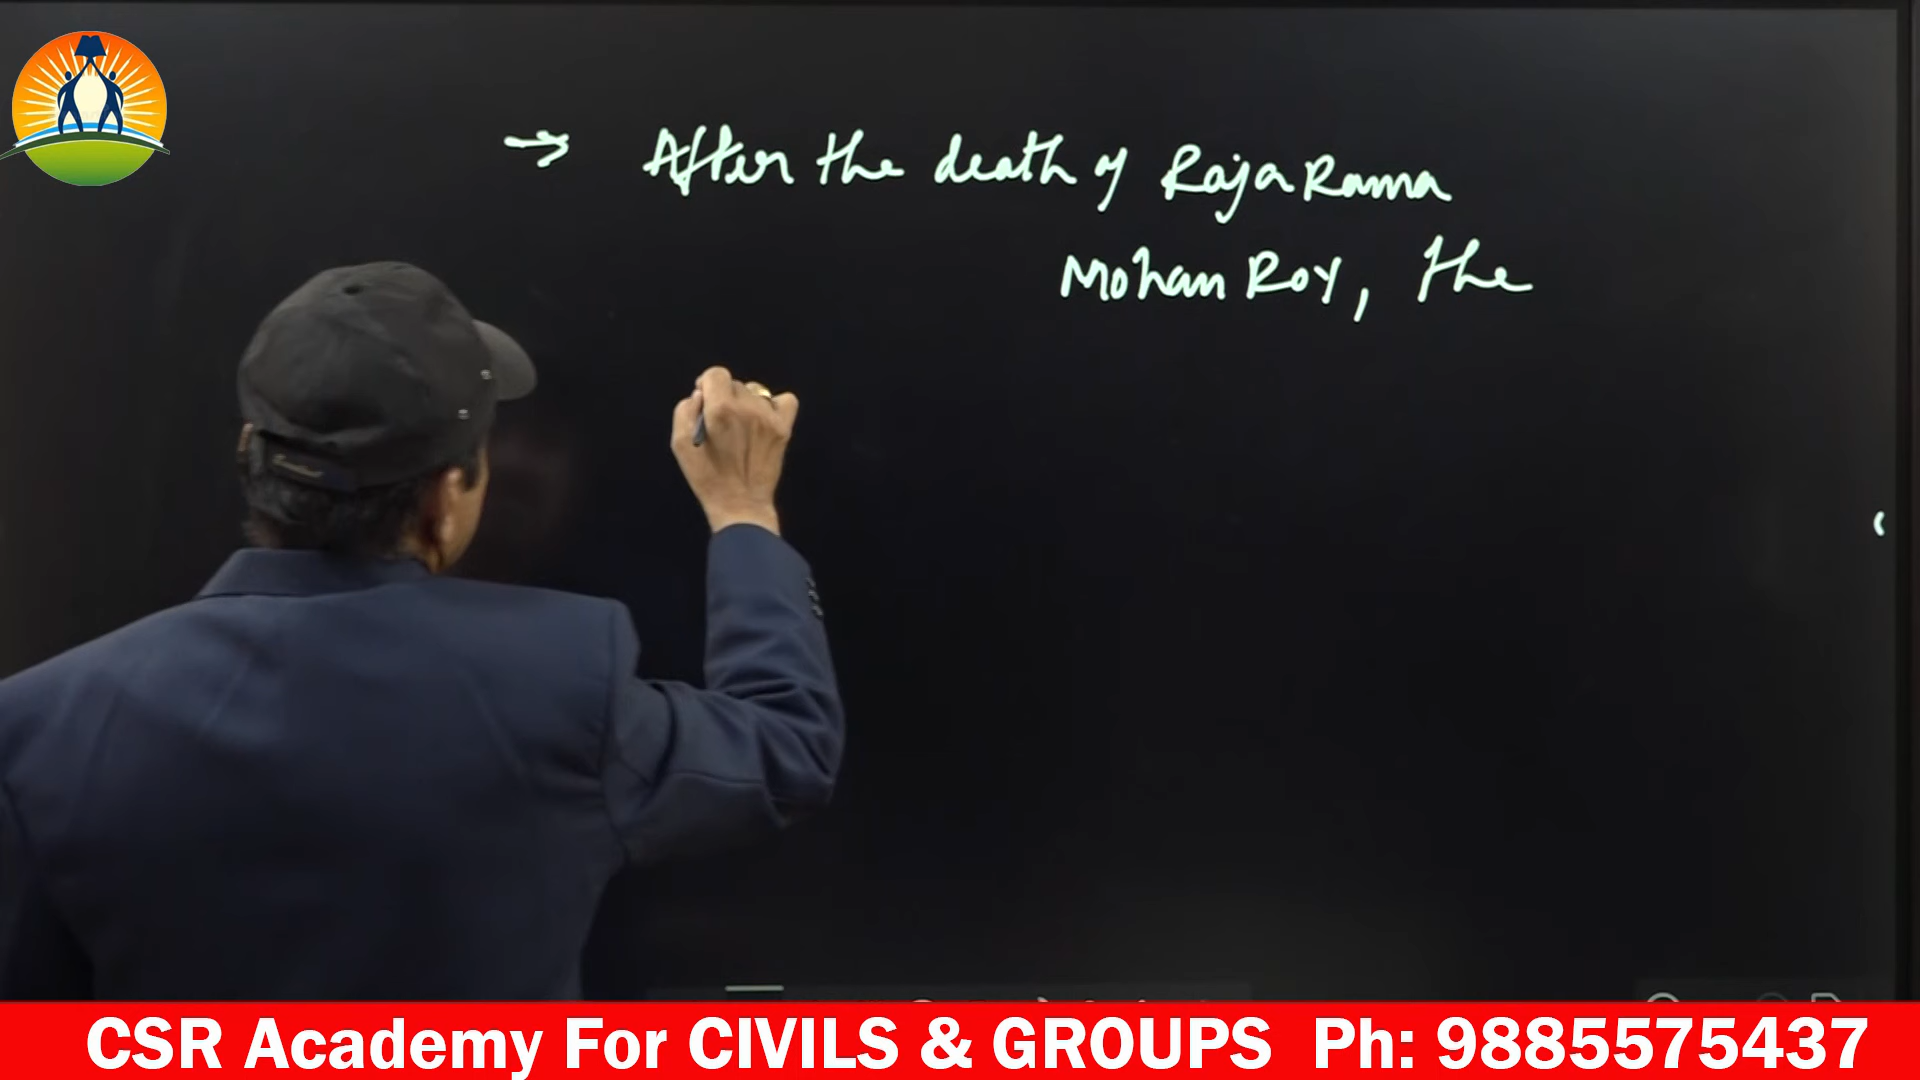 → After the death of Raja Rama
Mohan Roy, the
CSR Academy For CIVILS & GROUPS Ph: 9885575437